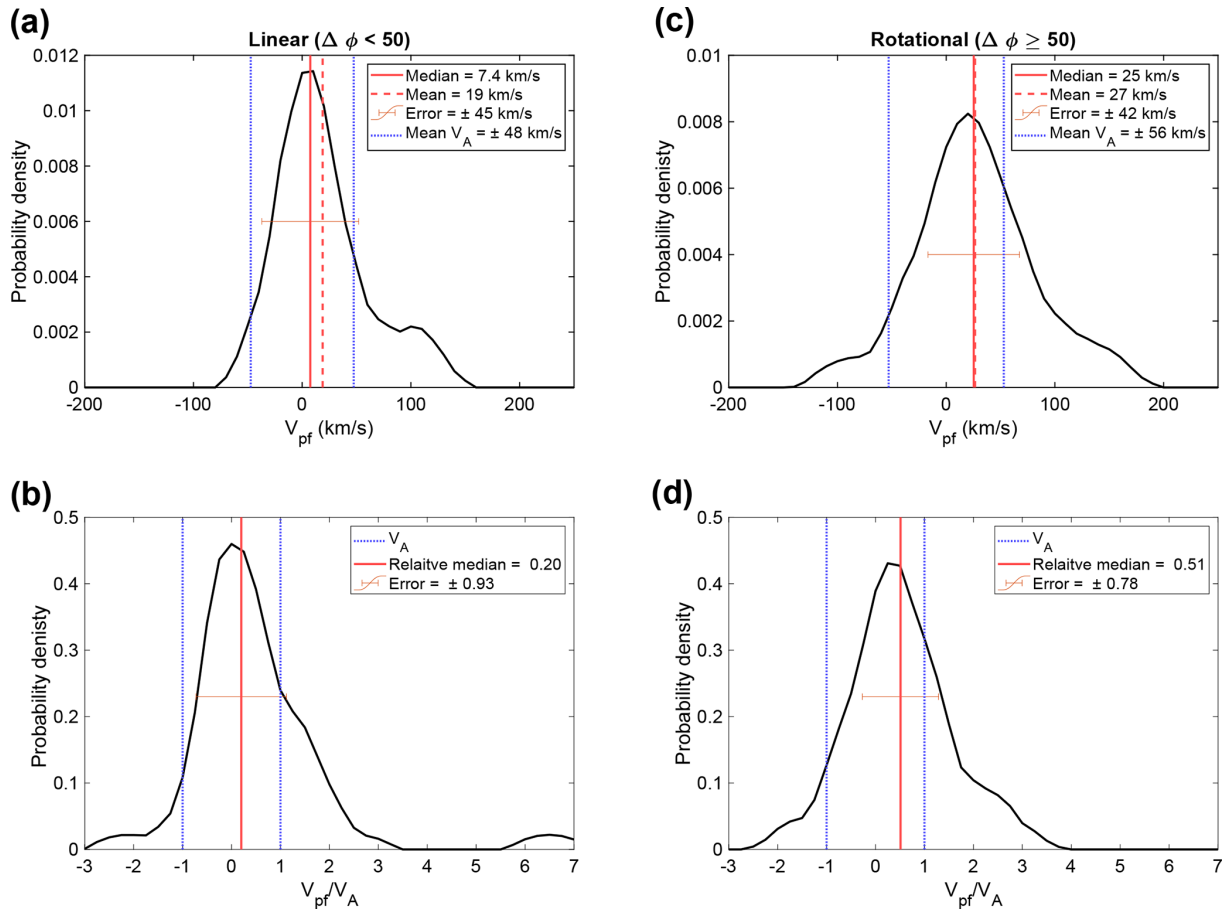 (a)
Linear (Δ ϕ < 50)
Median = 7.4 km/s
Mean = 19 km/s
Error = ± 45 km/s
Mean V_A = ± 48 km/s
Probability denisty
0.012
0.01
0.008
0.006
0.004
0.002
0
-200 -100 0 100 200
V_pf (km/s)
(c)
Rotational (Δ ϕ ≥ 50)
Median = 25 km/s
Mean = 27 km/s
Error = ± 42 km/s
Mean V_A = ± 56 km/s
Probability denisty
0.01
0.008
0.006
0.004
0.002
0
-200 -100 0 100 200
V_pf (km/s)
(b)
V_A
Relaitve median = 0.20
Error = ± 0.93
Probability denisty
0.5
0.4
0.3
0.2
0.1
0
-3 -2 -1 0 1 2 3 4 5 6 7
V_pf/V_A
(d)
V_A
Relaitve median = 0.51
Error = ± 0.78
Probability denisty
0.5
0.4
0.3
0.2
0.1
0
-3 -2 -1 0 1 2 3 4 5 6 7
V_pf/V_A